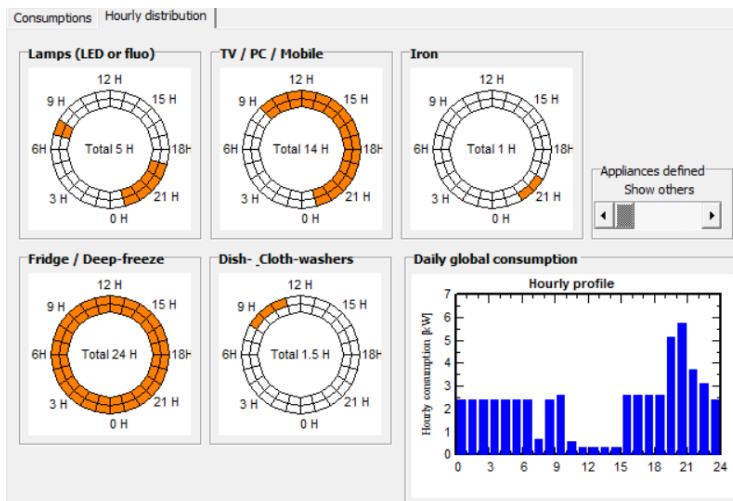 Consumptions
Hourly distribution
Lamps (LED or fluo)
12 H
9 H
15 H
6H
Total 5 H
18H
3 H
21 H
0 H
TV / PC / Mobile
12 H
9 H
15 H
6H
Total 14 H
18H
3 H
21 H
0 H
Iron
12 H
9 H
15 H
6H
Total 1 H
18H
3 H
21 H
0 H
Appliances defined
Show others
Fridge / Deep-freeze
12 H
9 H
15 H
6H
Total 24 H
18H
3 H
21 H
0 H
Dish- _Cloth-washers
12 H
9 H
15 H
6H
Total 1.5 H
18H
3 H
21 H
0 H
Daily global consumption
Hourly profile
Hourly consumption [kW]
7
6
5
4
3
2
1
0
0 3 6 9 12 15 18 21 24